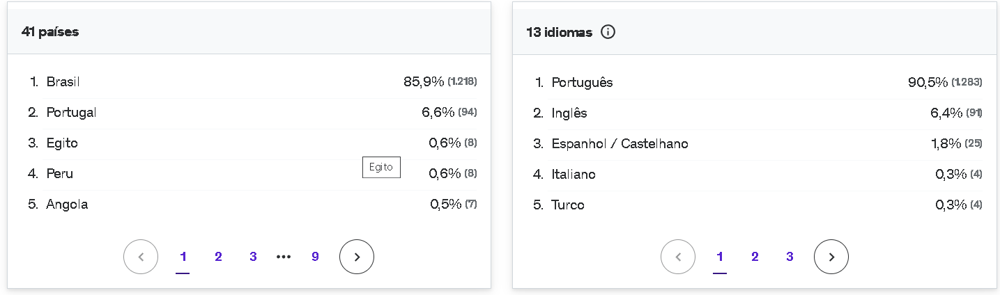 41 países
1. Brasil 85,9% (1.218)
2. Portugal 6,6% (94)
3. Egito 0,6% (8)
Egito
4. Peru 0,6% (8)
5. Angola 0,5% (7)
1 2 3 ••• 9
13 idiomas
1. Português 90,5% (1.283)
2. Inglês 6,4% (91)
3. Espanhol / Castelhano 1,8% (25)
4. Italiano 0,3% (4)
5. Turco 0,3% (4)
1 2 3